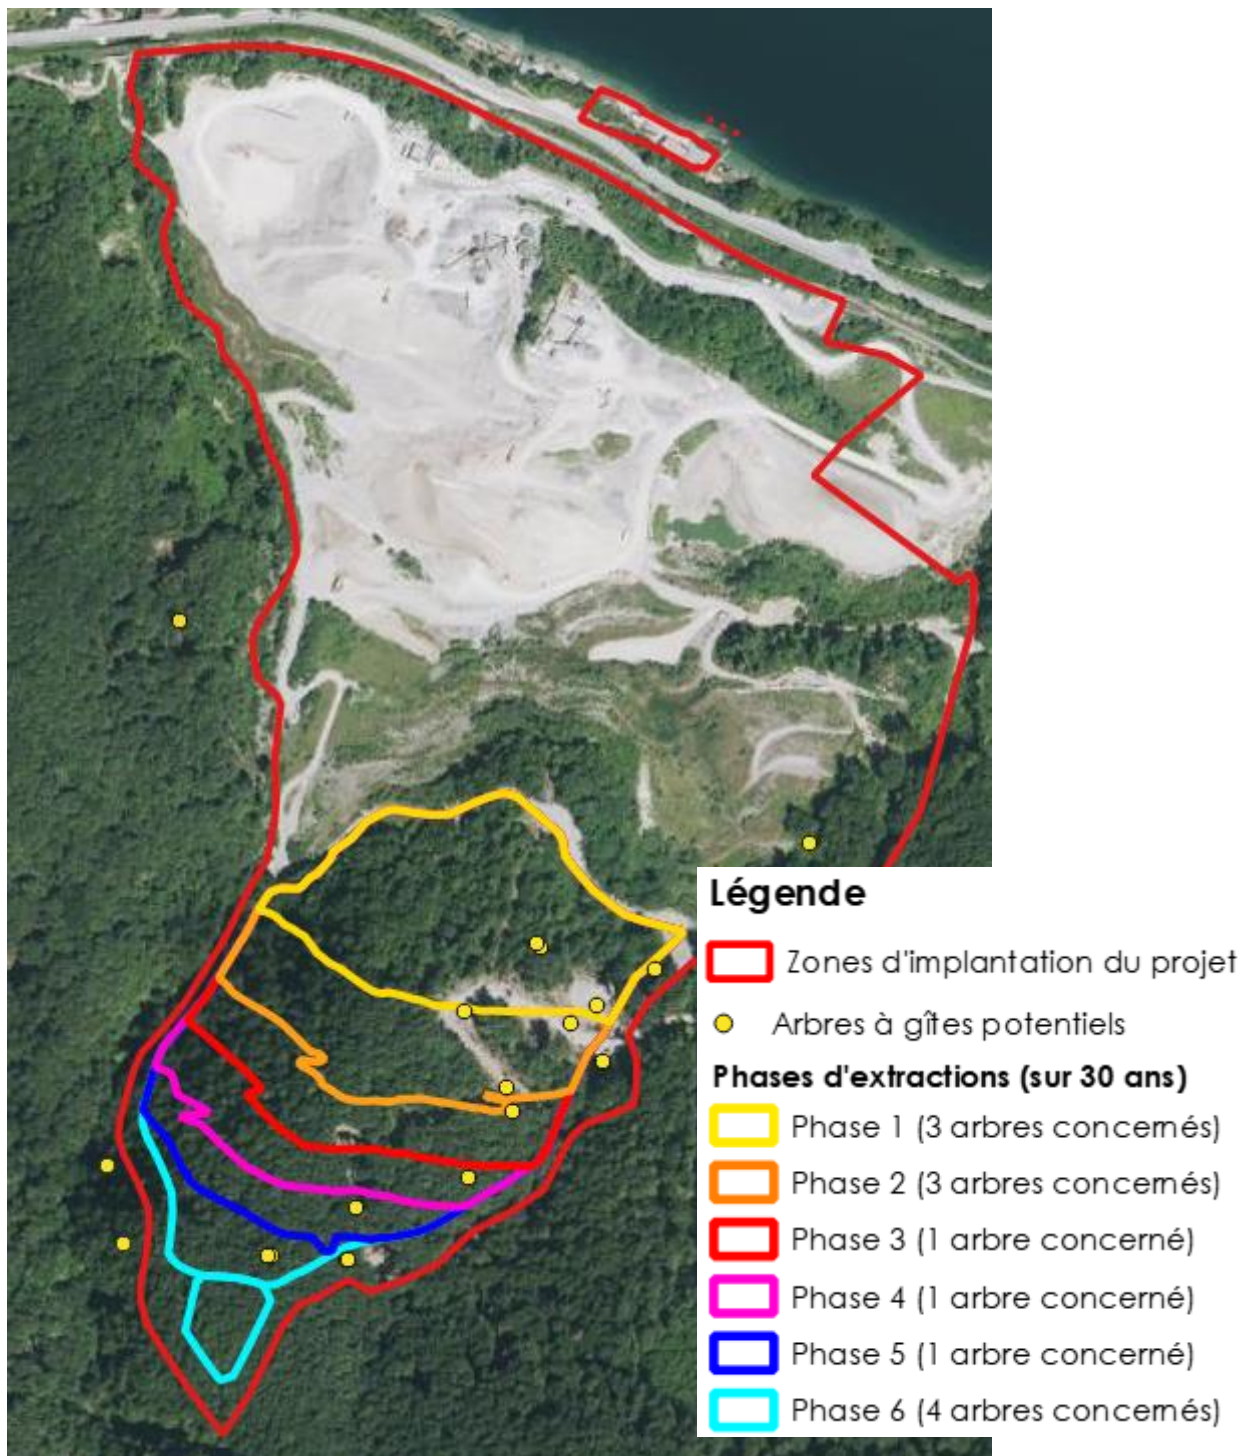 Légende
Zones d'implantation du projet
Arbres à gîtes potentiels
Phases d'extractions (sur 30 ans)
Phase 1 (3 arbres concernés)
Phase 2 (3 arbres concernés)
Phase 3 (1 arbre concerné)
Phase 4 (1 arbre concerné)
Phase 5 (1 arbre concerné)
Phase 6 (4 arbres concernés)